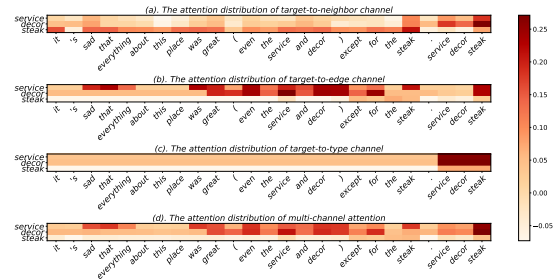 (a). The attention distribution of target-to-neighbor channel
service
decor
steak
it 's sad that everything about this place was great ( even the service and decor ) except for the steak . service decor steak
(b). The attention distribution of target-to-edge channel
service
decor
steak
it 's sad that everything about this place was great ( even the service and decor ) except for the steak . service decor steak
(c). The attention distribution of target-to-type channel
service
decor
steak
it 's sad that everything about this place was great ( even the service and decor ) except for the steak . service decor steak
(d). The attention distribution of multi-channel attention
service
decor
steak
it 's sad that everything about this place was great ( even the service and decor ) except for the steak . service decor steak
0.25
0.20
0.15
0.10
0.05
0.00
−0.05